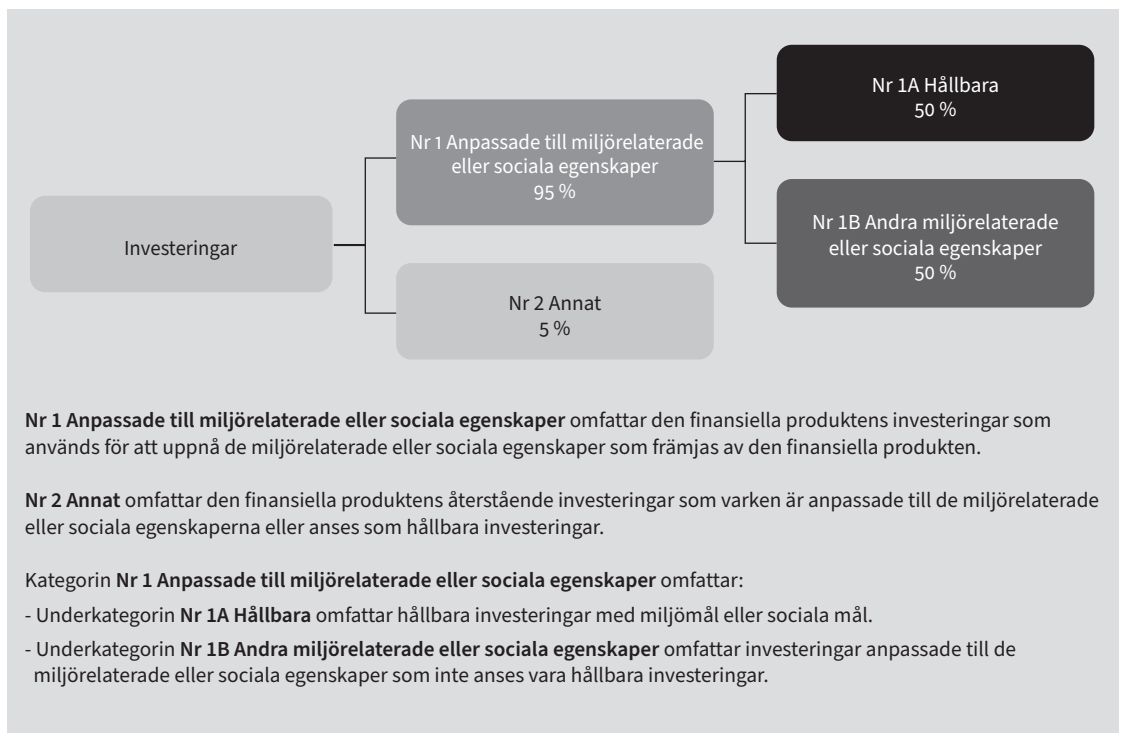 Nr 1A Hållbara
50 %
Nr 1 Anpassade till miljörelaterade
eller sociala egenskaper
95 %
Nr 1B Andra miljörelaterade
eller sociala egenskaper
50 %
Investeringar
Nr 2 Annat
5 %
Nr 1 Anpassade till miljörelaterade eller sociala egenskaper omfattar den finansiella produktens investeringar som
används för att uppnå de miljörelaterade eller sociala egenskaper som främjas av den finansiella produkten.
Nr 2 Annat omfattar den finansiella produktens återstående investeringar som varken är anpassade till de miljörelaterade
eller sociala egenskaperna eller anses som hållbara investeringar.
Kategorin Nr 1 Anpassade till miljörelaterade eller sociala egenskaper omfattar:
- Underkategorin Nr 1A Hållbara omfattar hållbara investeringar med miljömål eller sociala mål.
- Underkategorin Nr 1B Andra miljörelaterade eller sociala egenskaper omfattar investeringar anpassade till de
miljörelaterade eller sociala egenskaper som inte anses vara hållbara investeringar.